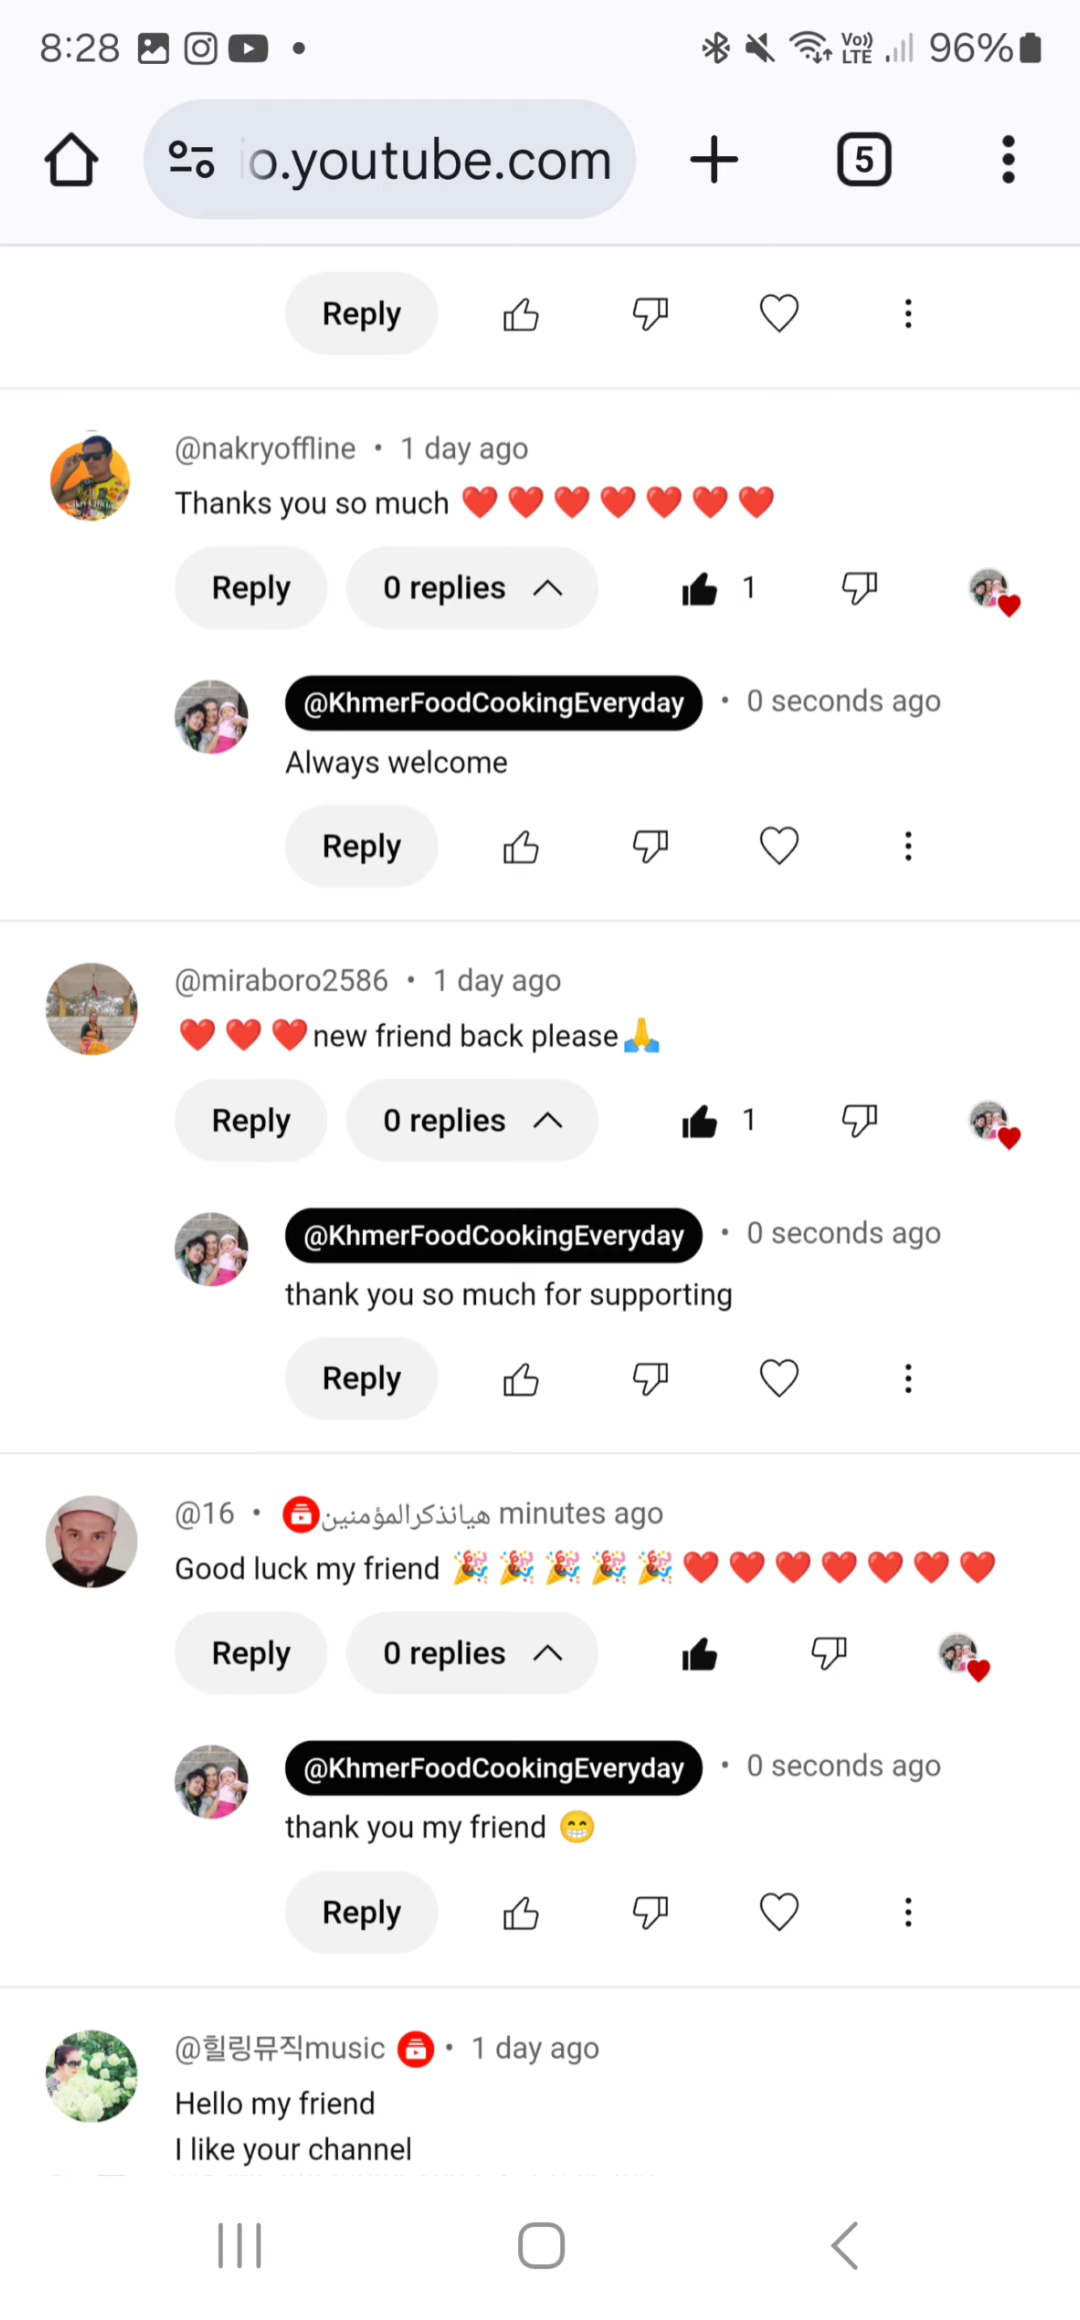 8:28 Vo)) LTE 96%
o.youtube.com 5
Reply
@nakryoffline • 1 day ago
Thanks you so much ❤️❤️❤️❤️❤️❤️❤️
Reply 0 replies 1
@KhmerFoodCookingEveryday • 0 seconds ago
Always welcome
Reply
@miraboro2586 • 1 day ago
❤️❤️❤️new friend back please🙏
Reply 0 replies 1
@KhmerFoodCookingEveryday • 0 seconds ago
thank you so much for supporting
Reply
@16 • هيانذكرالمؤمنين minutes ago
Good luck my friend 🎉🎉🎉🎉🎉❤️❤️❤️❤️❤️❤️❤️
Reply 0 replies
@KhmerFoodCookingEveryday • 0 seconds ago
thank you my friend 😁
Reply
@힐링뮤직music • 1 day ago
Hello my friend
I like your channel